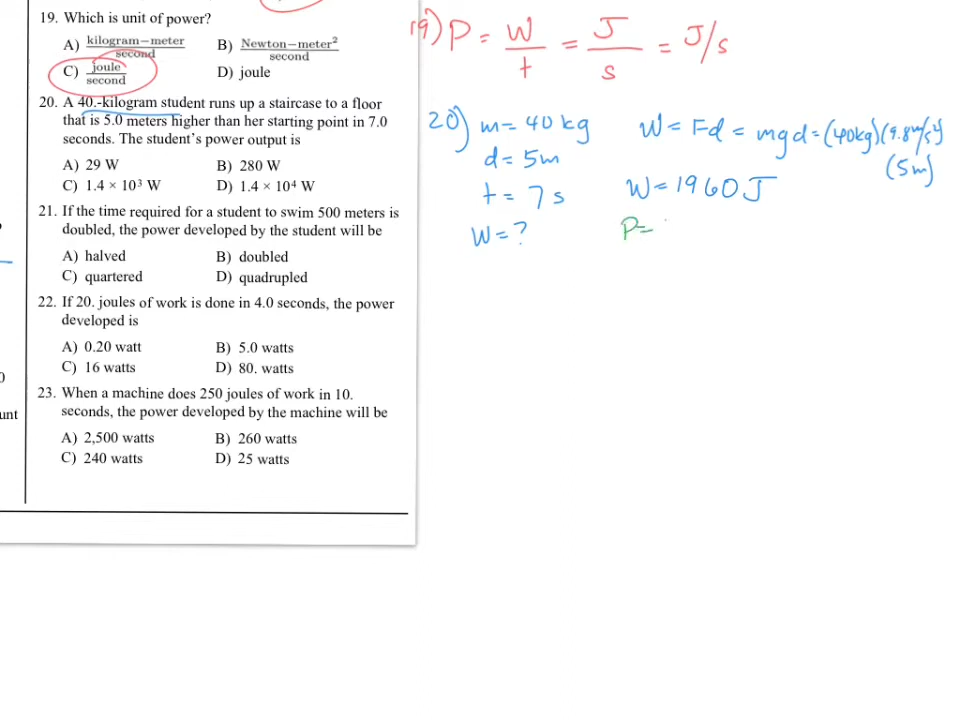 19. Which is unit of power?
A) kilogram−meter / second B) Newton−meter² / second
C) joule / second D) joule
20. A 40.-kilogram student runs up a staircase to a floor
that is 5.0 meters higher than her starting point in 7.0
seconds. The student's power output is
A) 29 W B) 280 W
C) 1.4 × 10³ W D) 1.4 × 10⁴ W
21. If the time required for a student to swim 500 meters is
doubled, the power developed by the student will be
A) halved B) doubled
C) quartered D) quadrupled
22. If 20. joules of work is done in 4.0 seconds, the power
developed is
A) 0.20 watt B) 5.0 watts
C) 16 watts D) 80. watts
23. When a machine does 250 joules of work in 10.
seconds, the power developed by the machine will be
A) 2,500 watts B) 260 watts
C) 240 watts D) 25 watts
unt
19) P = W / t = J / s = J/s
20) m = 40 kg
d = 5m
t = 7 s
W = ?
W = Fd = mgd = (40kg)(9.8m/s²)
(5m)
W = 1960 J
P =